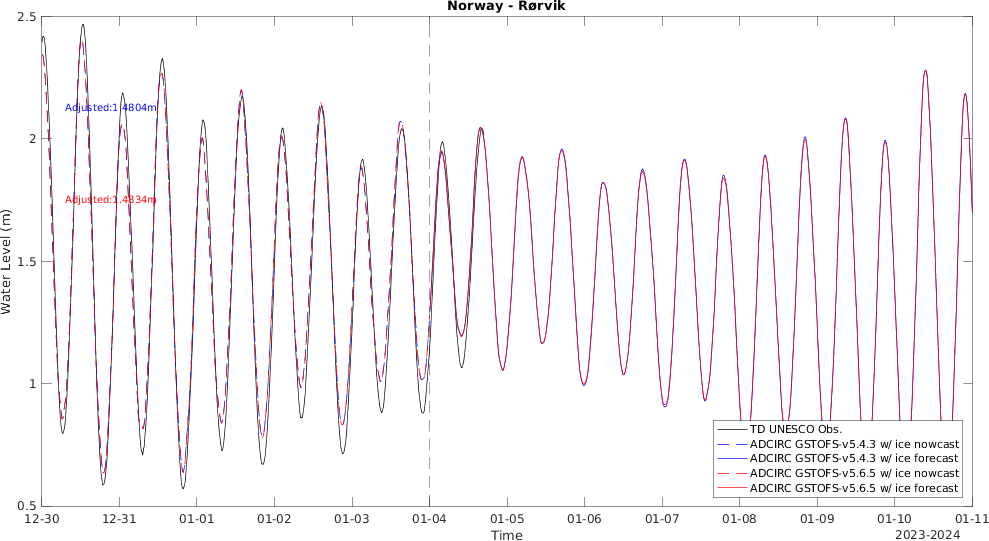 Norway - Rørvik
2.5
2
1.5
1
0.5
Water Level (m)
Adjusted:1.4804m
Adjusted:1.4834m
TD UNESCO Obs.
ADCIRC GSTOFS-v5.4.3 w/ ice nowcast
ADCIRC GSTOFS-v5.4.3 w/ ice forecast
ADCIRC GSTOFS-v5.6.5 w/ ice nowcast
ADCIRC GSTOFS-v5.6.5 w/ ice forecast
12-30 12-31 01-01 01-02 01-03 01-04 01-05 01-06 01-07 01-08 01-09 01-10 01-11
Time
2023-2024